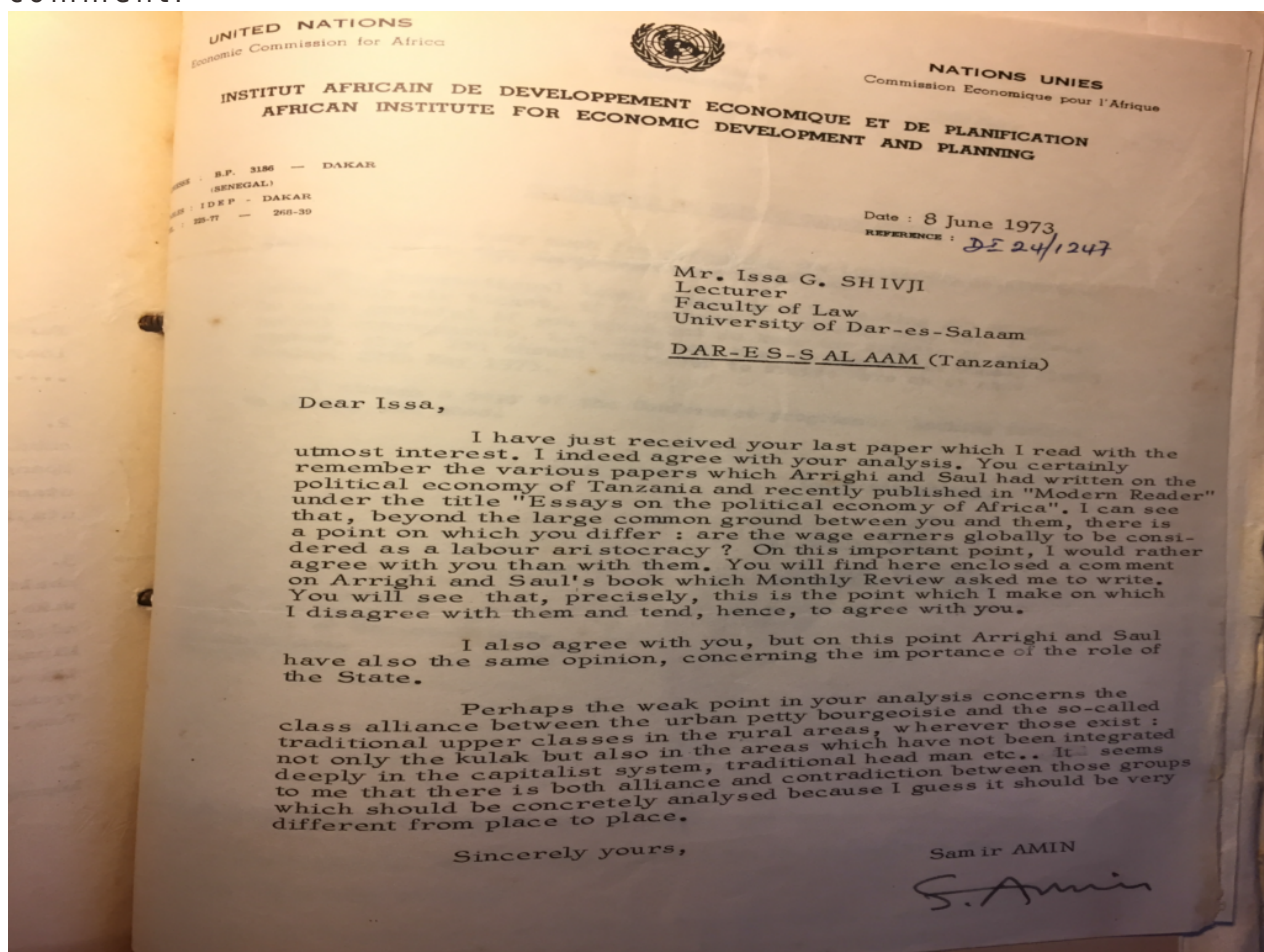 comment.
UNITED NATIONS
Economic Commission for Africa
NATIONS UNIES
Commission Economique pour l'Afrique
INSTITUT AFRICAIN DE DEVELOPPEMENT ECONOMIQUE ET DE PLANIFICATION
AFRICAN INSTITUTE FOR ECONOMIC DEVELOPMENT AND PLANNING
B.P. 3186 — DAKAR
(SENEGAL)
: IDEP - DAKAR
: 225-77 — 268-39
Date : 8 June 1973
REFERENCE : DI 24/1247
Mr. Issa G. SHIVJI
Lecturer
Faculty of Law
University of Dar-es-Salaam
DAR-ES-SALAAM (Tanzania)
Dear Issa,
I have just received your last paper which I read with the
utmost interest. I indeed agree with your analysis. You certainly
remember the various papers which Arrighi and Saul had written on the
political economy of Tanzania and recently published in "Modern Reader"
under the title "Essays on the political economy of Africa". I can see
that, beyond the large common ground between you and them, there is
a point on which you differ : are the wage earners globally to be consi-
dered as a labour aristocracy ? On this important point, I would rather
agree with you than with them. You will find here enclosed a comment
on Arrighi and Saul's book which Monthly Review asked me to write.
You will see that, precisely, this is the point which I make on which
I disagree with them and tend, hence, to agree with you.
I also agree with you, but on this point Arrighi and Saul
have also the same opinion, concerning the importance of the role of
the State.
Perhaps the weak point in your analysis concerns the
class alliance between the urban petty bourgeoisie and the so-called
traditional upper classes in the rural areas, wherever those exist :
not only the kulak but also in the areas which have not been integrated
deeply in the capitalist system, traditional head man etc.. It seems
to me that there is both alliance and contradiction between those groups
which should be concretely analysed because I guess it should be very
different from place to place.
Sincerely yours,
Samir AMIN
S. Amin